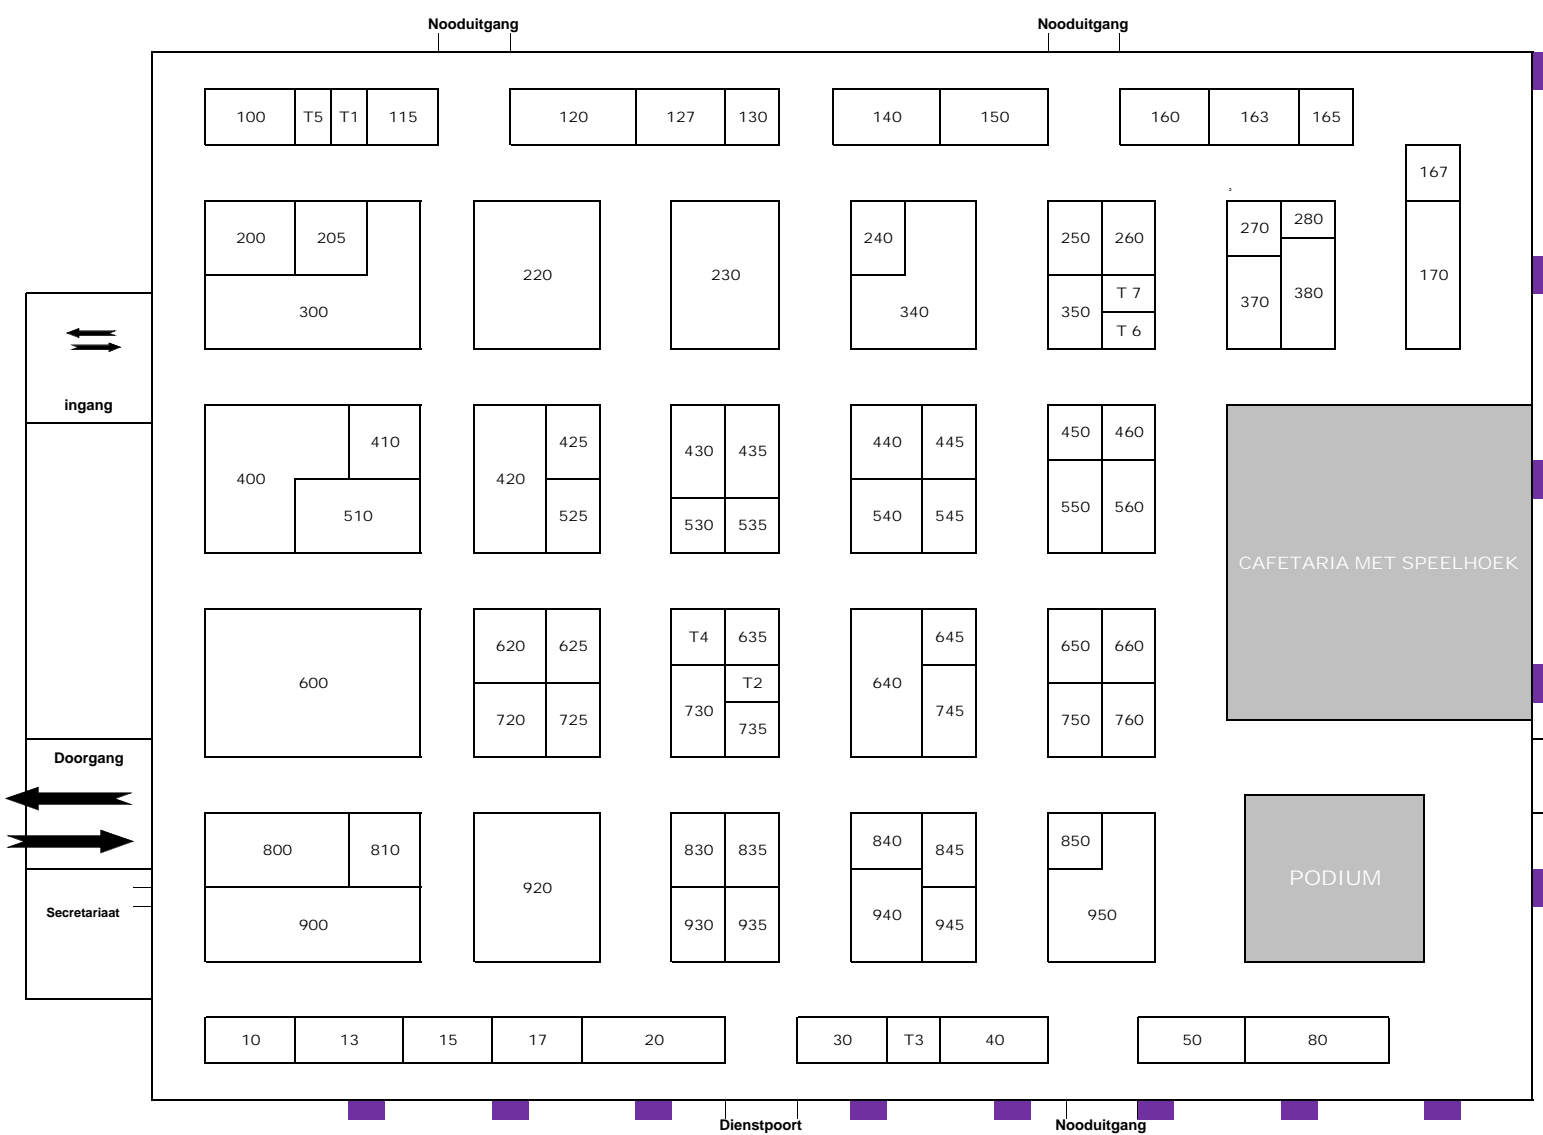 Nooduitgang Nooduitgang
100 T5 T1 115 120 127 130 140 150 160 163 165
167
200 205 220 230 240 250 260 270 280 170
300 340 350 T 7 370 380
T 6
ingang
400 410 420 425 430 435 440 445 450 460
510 525 530 535 540 545 550 560
CAFETARIA MET SPEELHOEK
600 620 625 T4 635 640 645 650 660
720 725 730 T2 745 750 760
735
Doorgang
800 810 920 830 835 840 845 850
PODIUM
Secretariaat
900 930 935 940 945 950
10 13 15 17 20 30 T3 40 50 80
Dienstpoort Nooduitgang